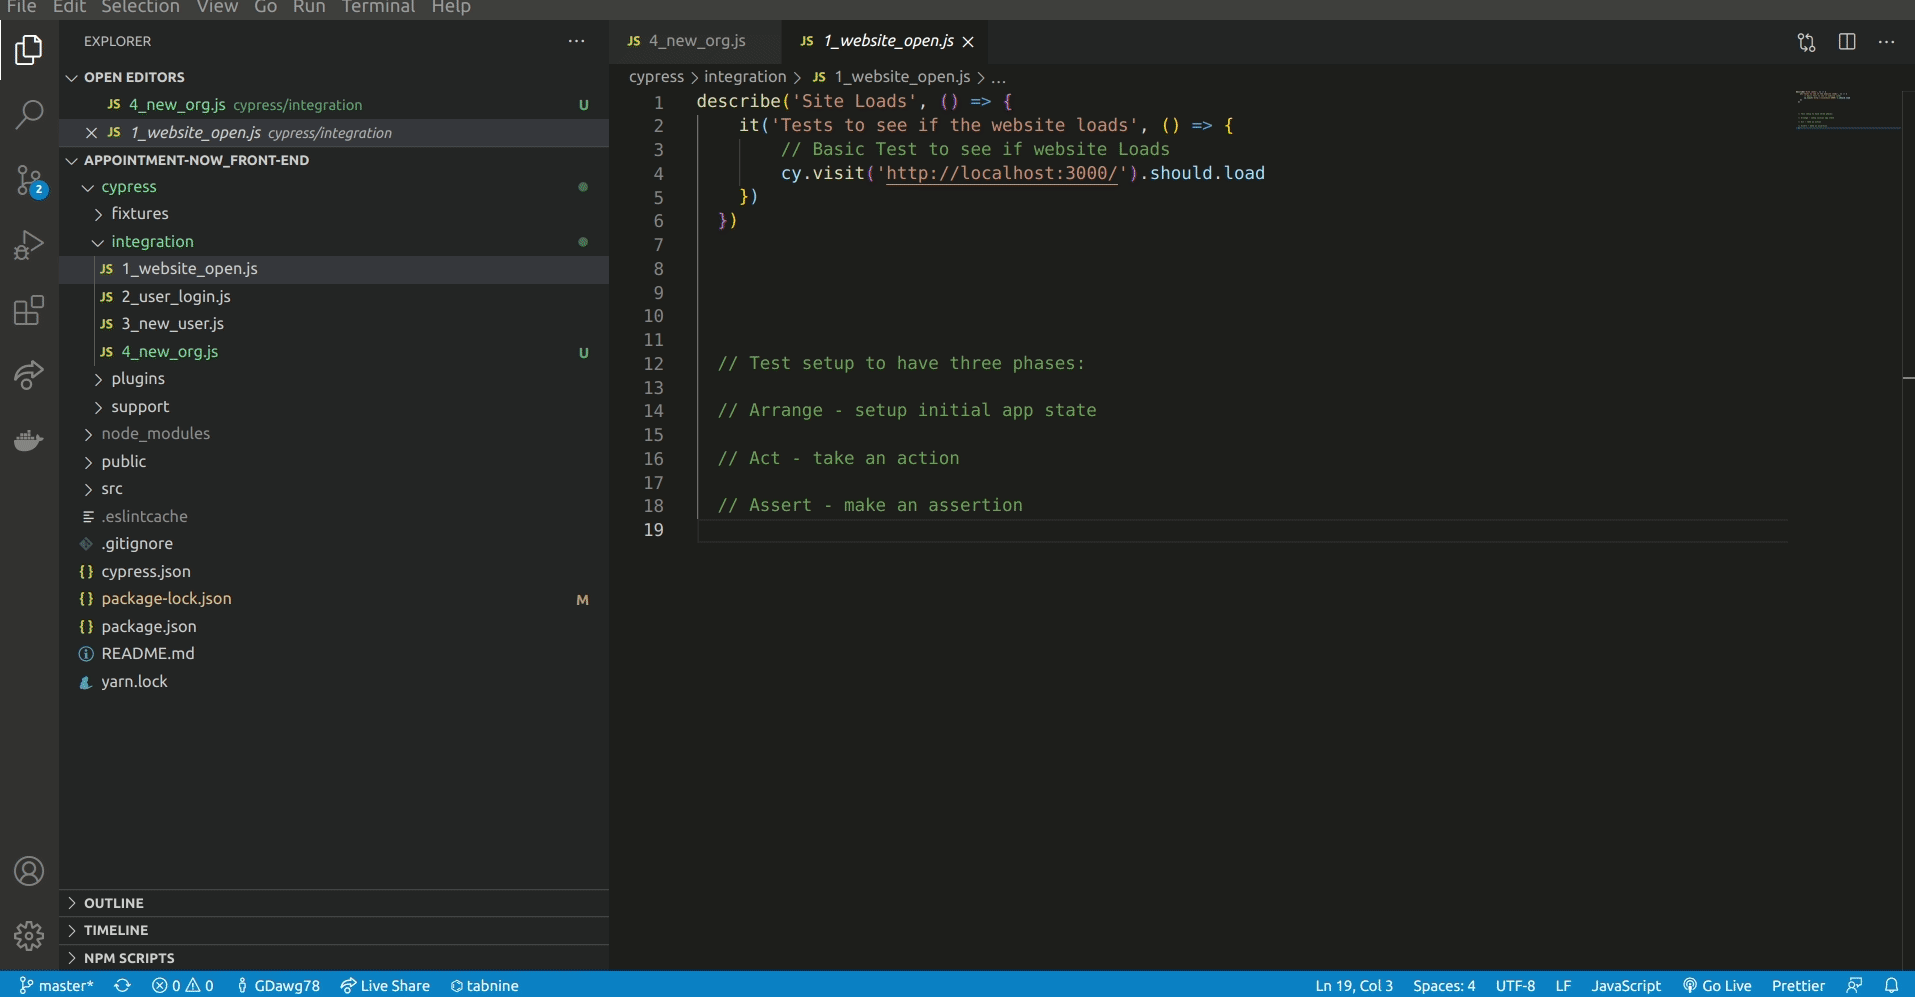 File Edit Selection View Go Run Terminal Help
EXPLORER
OPEN EDITORS
JS 4_new_org.js cypress/integration U
JS 1_website_open.js cypress/integration
APPOINTMENT-NOW_FRONT-END
cypress
fixtures
integration
JS 1_website_open.js
JS 2_user_login.js
JS 3_new_user.js
JS 4_new_org.js U
plugins
support
node_modules
public
src
.eslintcache
.gitignore
{} cypress.json
{} package-lock.json M
{} package.json
README.md
yarn.lock
OUTLINE
TIMELINE
NPM SCRIPTS
2
JS 4_new_org.js JS 1_website_open.js
cypress > integration > JS 1_website_open.js > ...
1 describe('Site Loads', () => {
2 it('Tests to see if the website loads', () => {
3 // Basic Test to see if website Loads
4 cy.visit('http://localhost:3000/').should.load
5 })
6 })
7
8
9
10
11
12 // Test setup to have three phases:
13
14 // Arrange - setup initial app state
15
16 // Act - take an action
17
18 // Assert - make an assertion
19
master* 0 0 GDawg78 Live Share tabnine Ln 19, Col 3 Spaces: 4 UTF-8 LF JavaScript Go Live Prettier